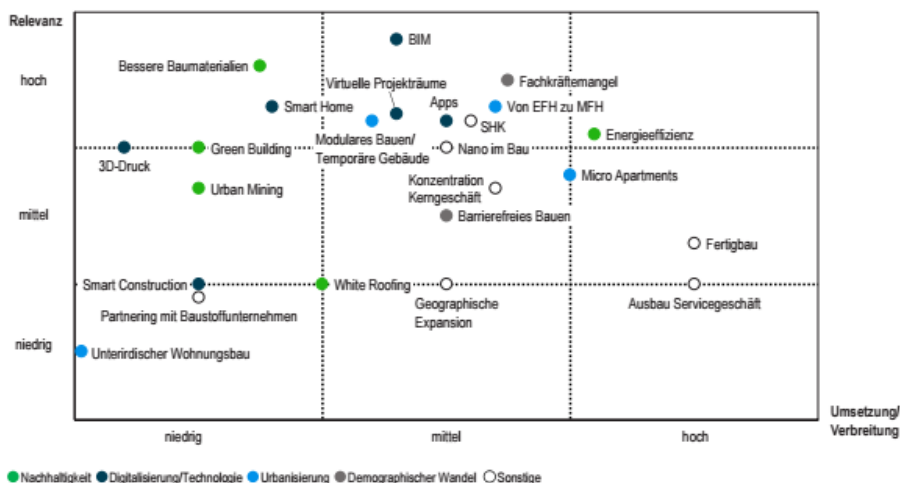 Relevanz
hoch
BIM
Bessere Baumaterialien
Fachkräftemangel
Virtuelle Projekträume
Smart Home
Apps
Von EFH zu MFH
SHK
Energieeffizienz
Modulares Bauen/
Temporäre Gebäude
3D-Druck
Green Building
Nano im Bau
Urban Mining
Konzentration
Kerngeschäft
Micro Apartments
mittel
Barrierefreies Bauen
Fertigbau
Smart Construction
White Roofing
Geographische
Expansion
Ausbau Servicegeschäft
Partnering mit Baustoffunternehmen
niedrig
Unterirdischer Wohnungsbau
Umsetzung/
Verbreitung
niedrig
mittel
hoch
Nachhaltigkeit Digitalisierung/Technologie Urbanisierung Demographischer Wandel Sonstige